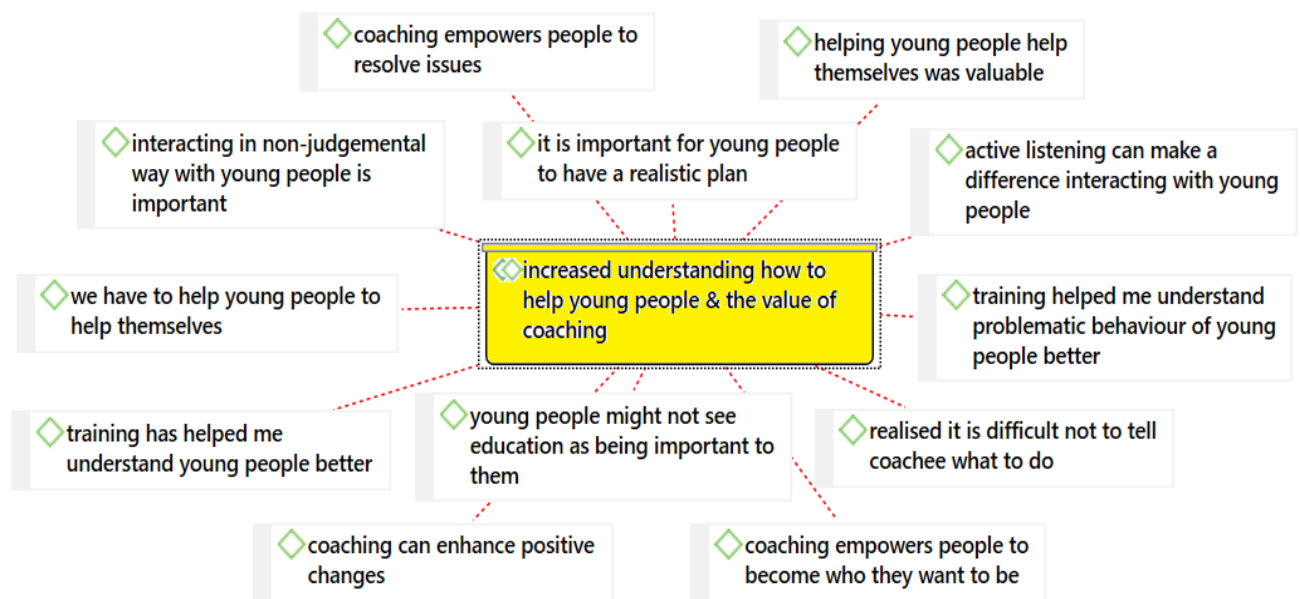 coaching empowers people to
resolve issues
helping young people help
themselves was valuable
interacting in non-judgemental
way with young people is
important
it is important for young people
to have a realistic plan
active listening can make a
difference interacting with young
people
increased understanding how to
help young people & the value of
coaching
we have to help young people to
help themselves
training helped me understand
problematic behaviour of young
people better
training has helped me
understand young people better
young people might not see
education as being important to
them
realised it is difficult not to tell
coachee what to do
coaching can enhance positive
changes
coaching empowers people to
become who they want to be